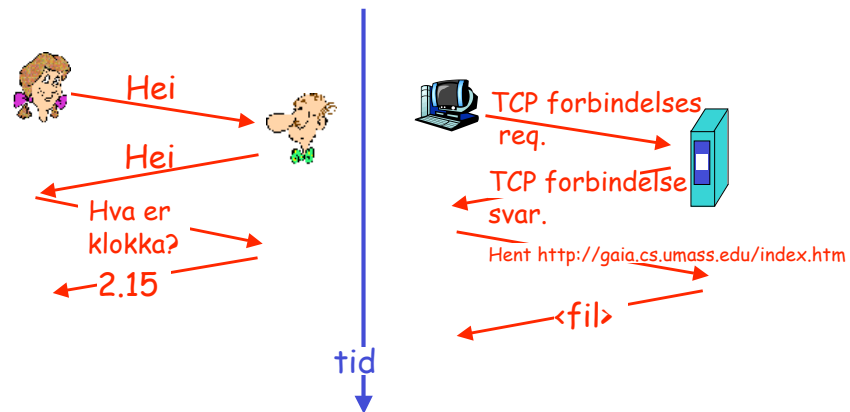 Hei
Hei
Hva er
klokka?
2.15
tid
TCP forbindelses
req.
TCP forbindelse
svar.
Hent http://gaia.cs.umass.edu/index.htm
<fil>